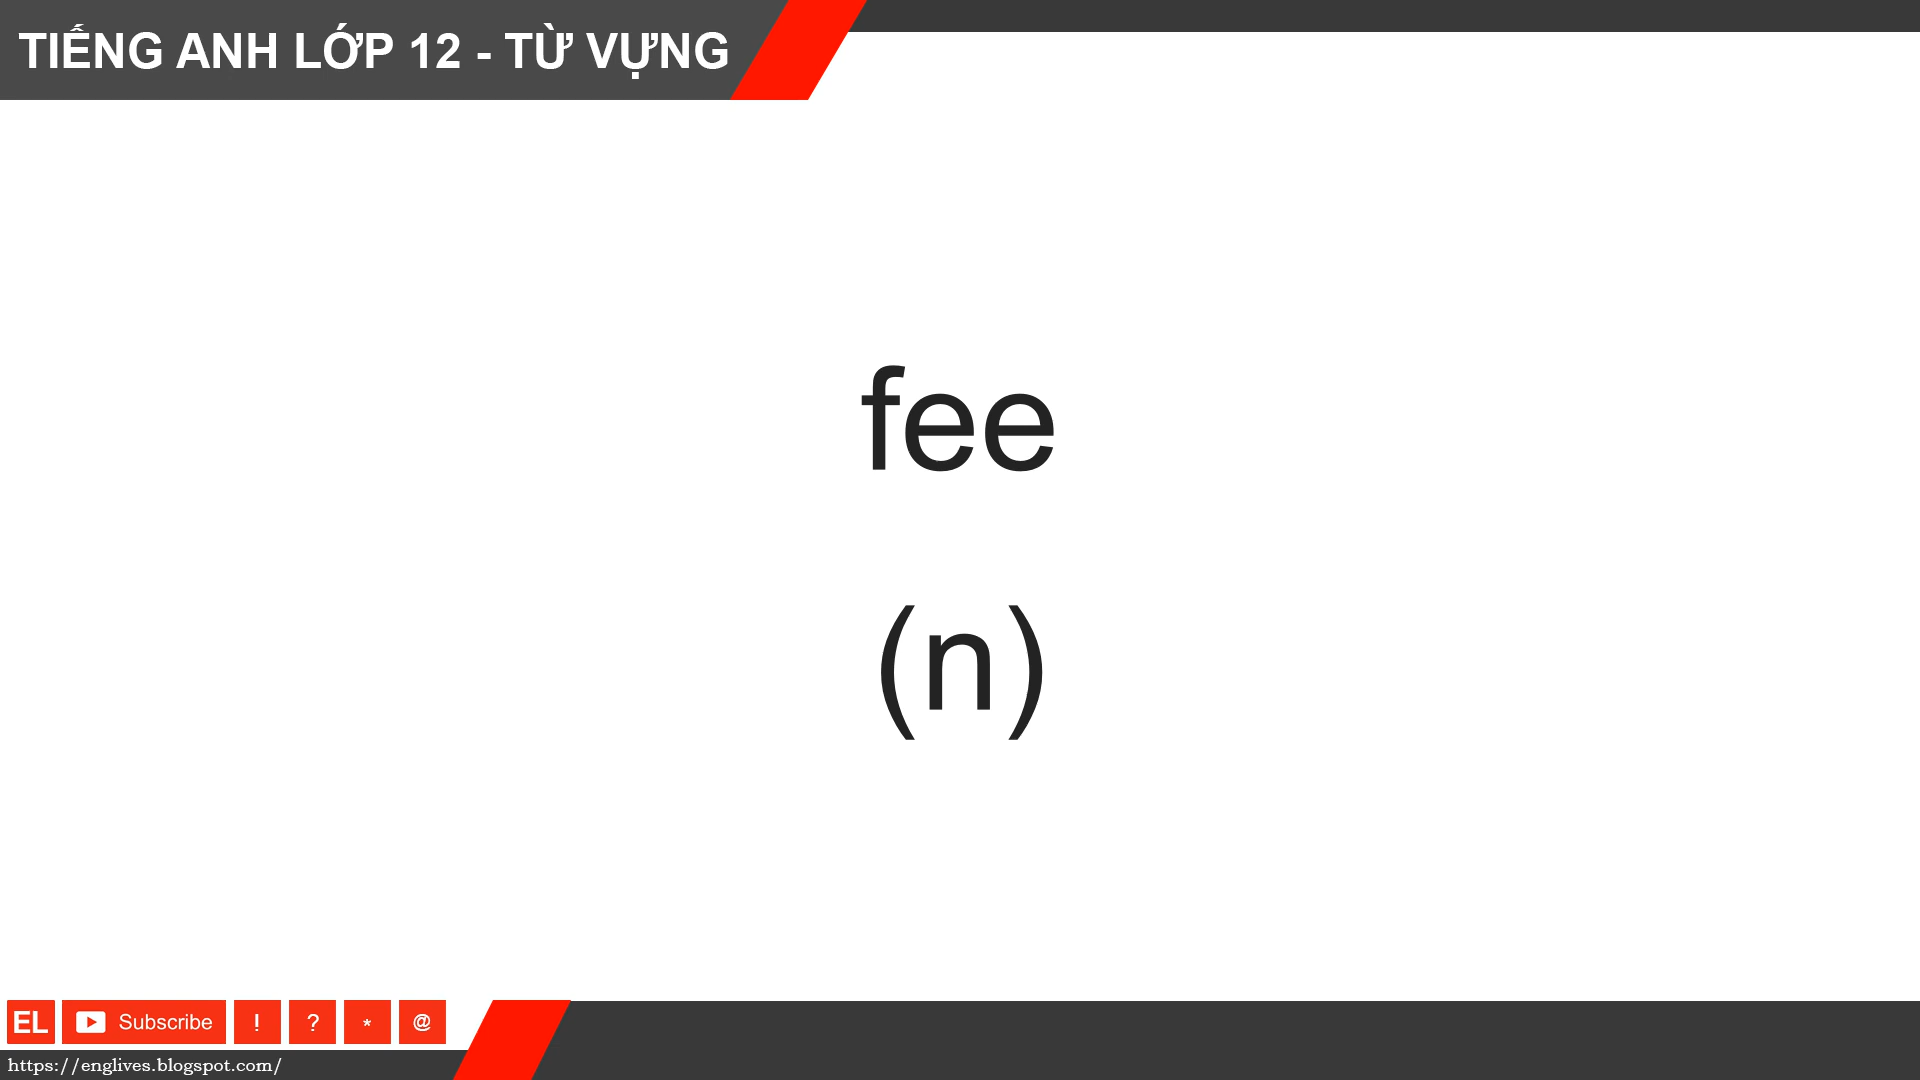 TIẾNG ANH LỚP 12 - TỪ VỰNG
fee
(n)
EL Subscribe ! ? * @
https://englives.blogspot.com/